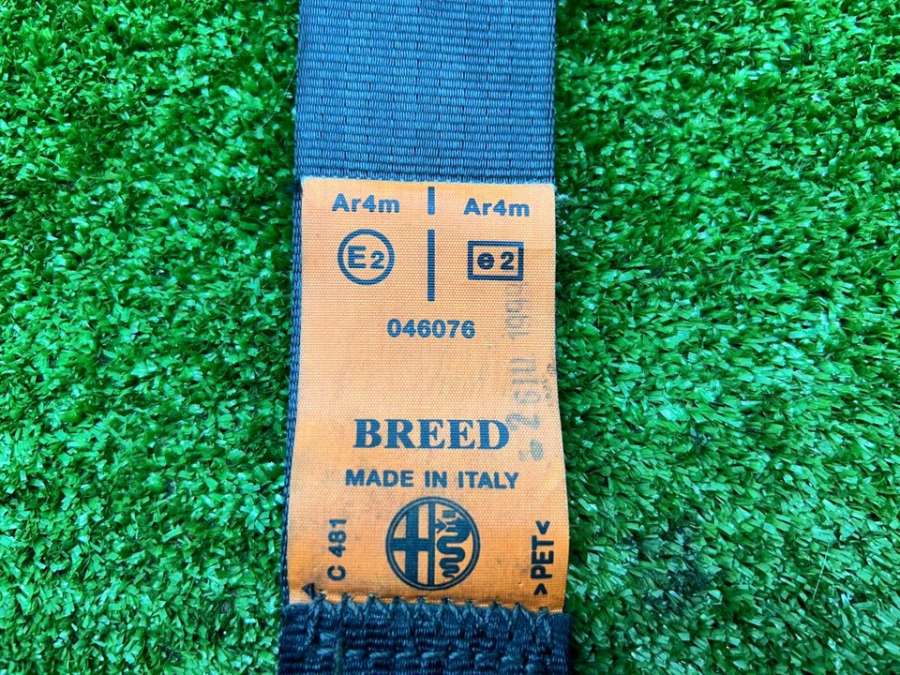 Ar4m Ar4m
E2 e2
046076
BREED
MADE IN ITALY
C 481
>PET<